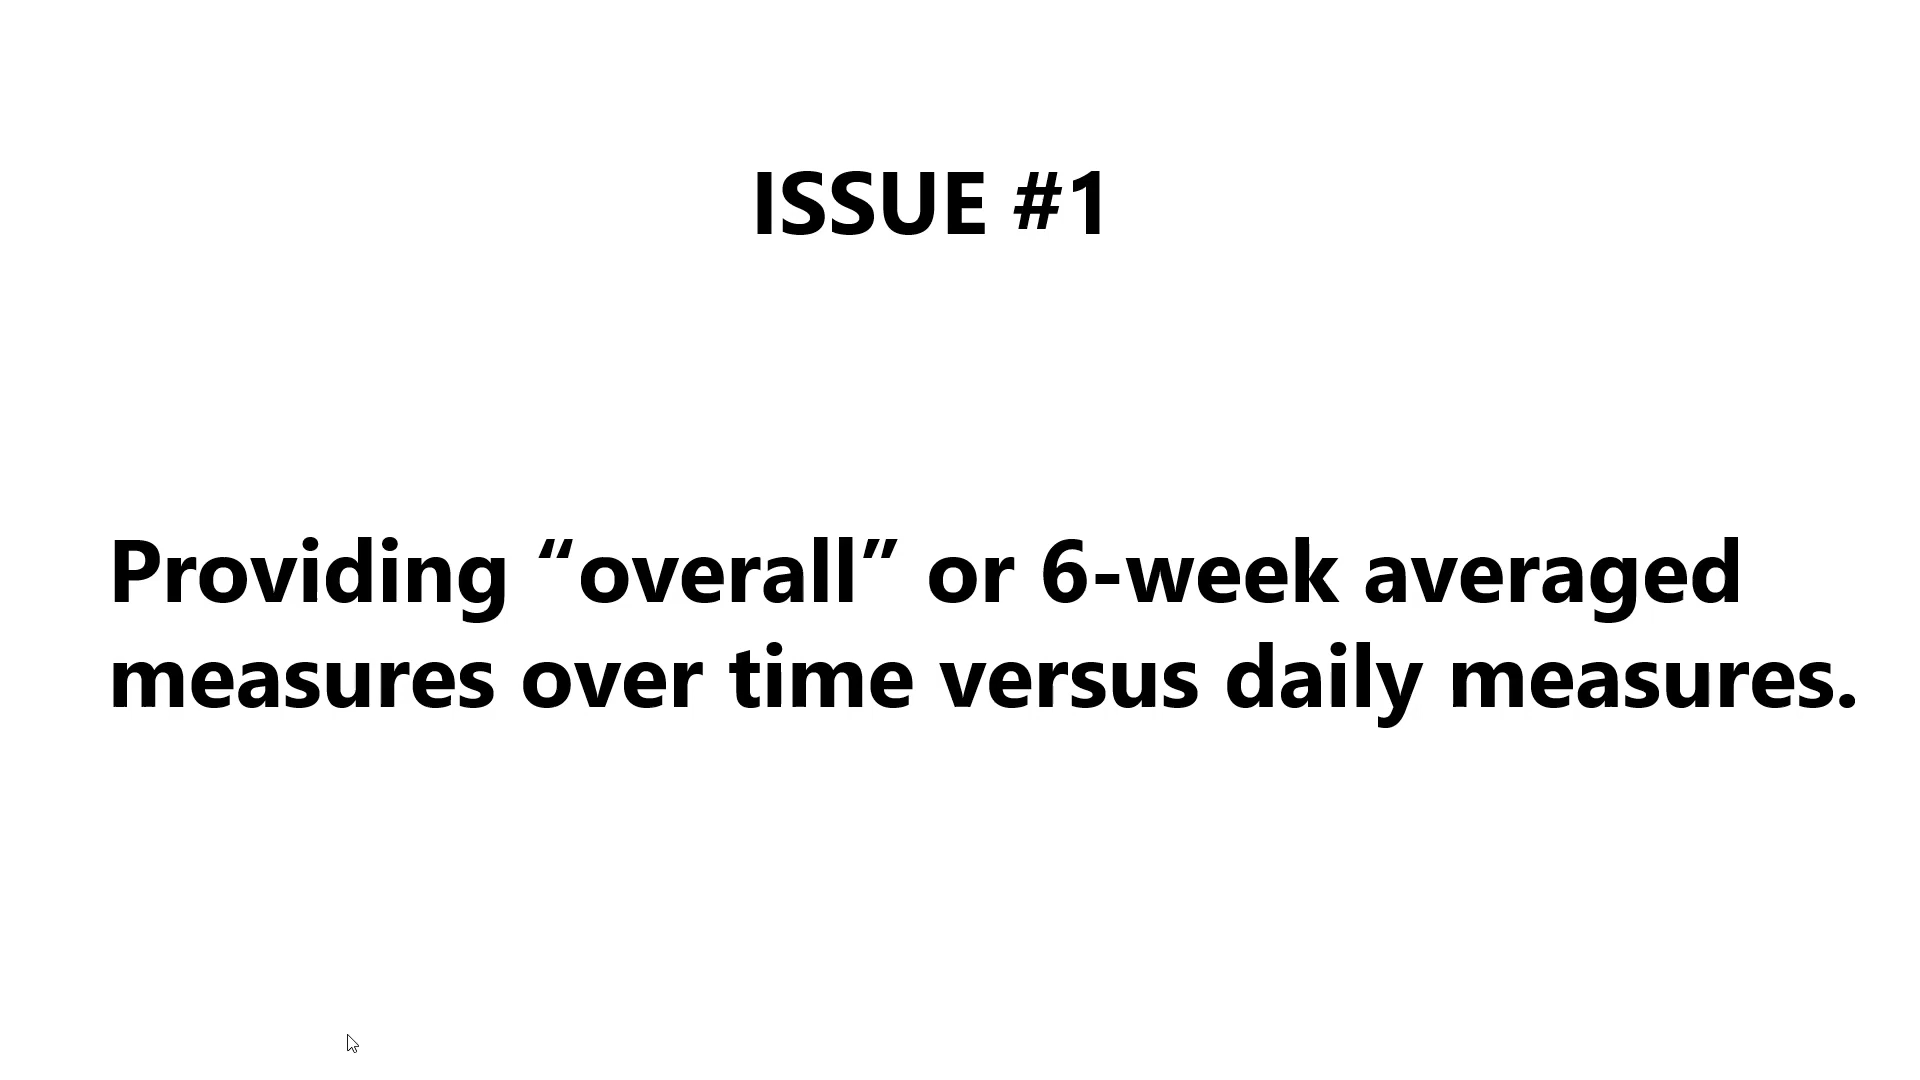 ISSUE #1
Providing “overall” or 6-week averaged
measures over time versus daily measures.